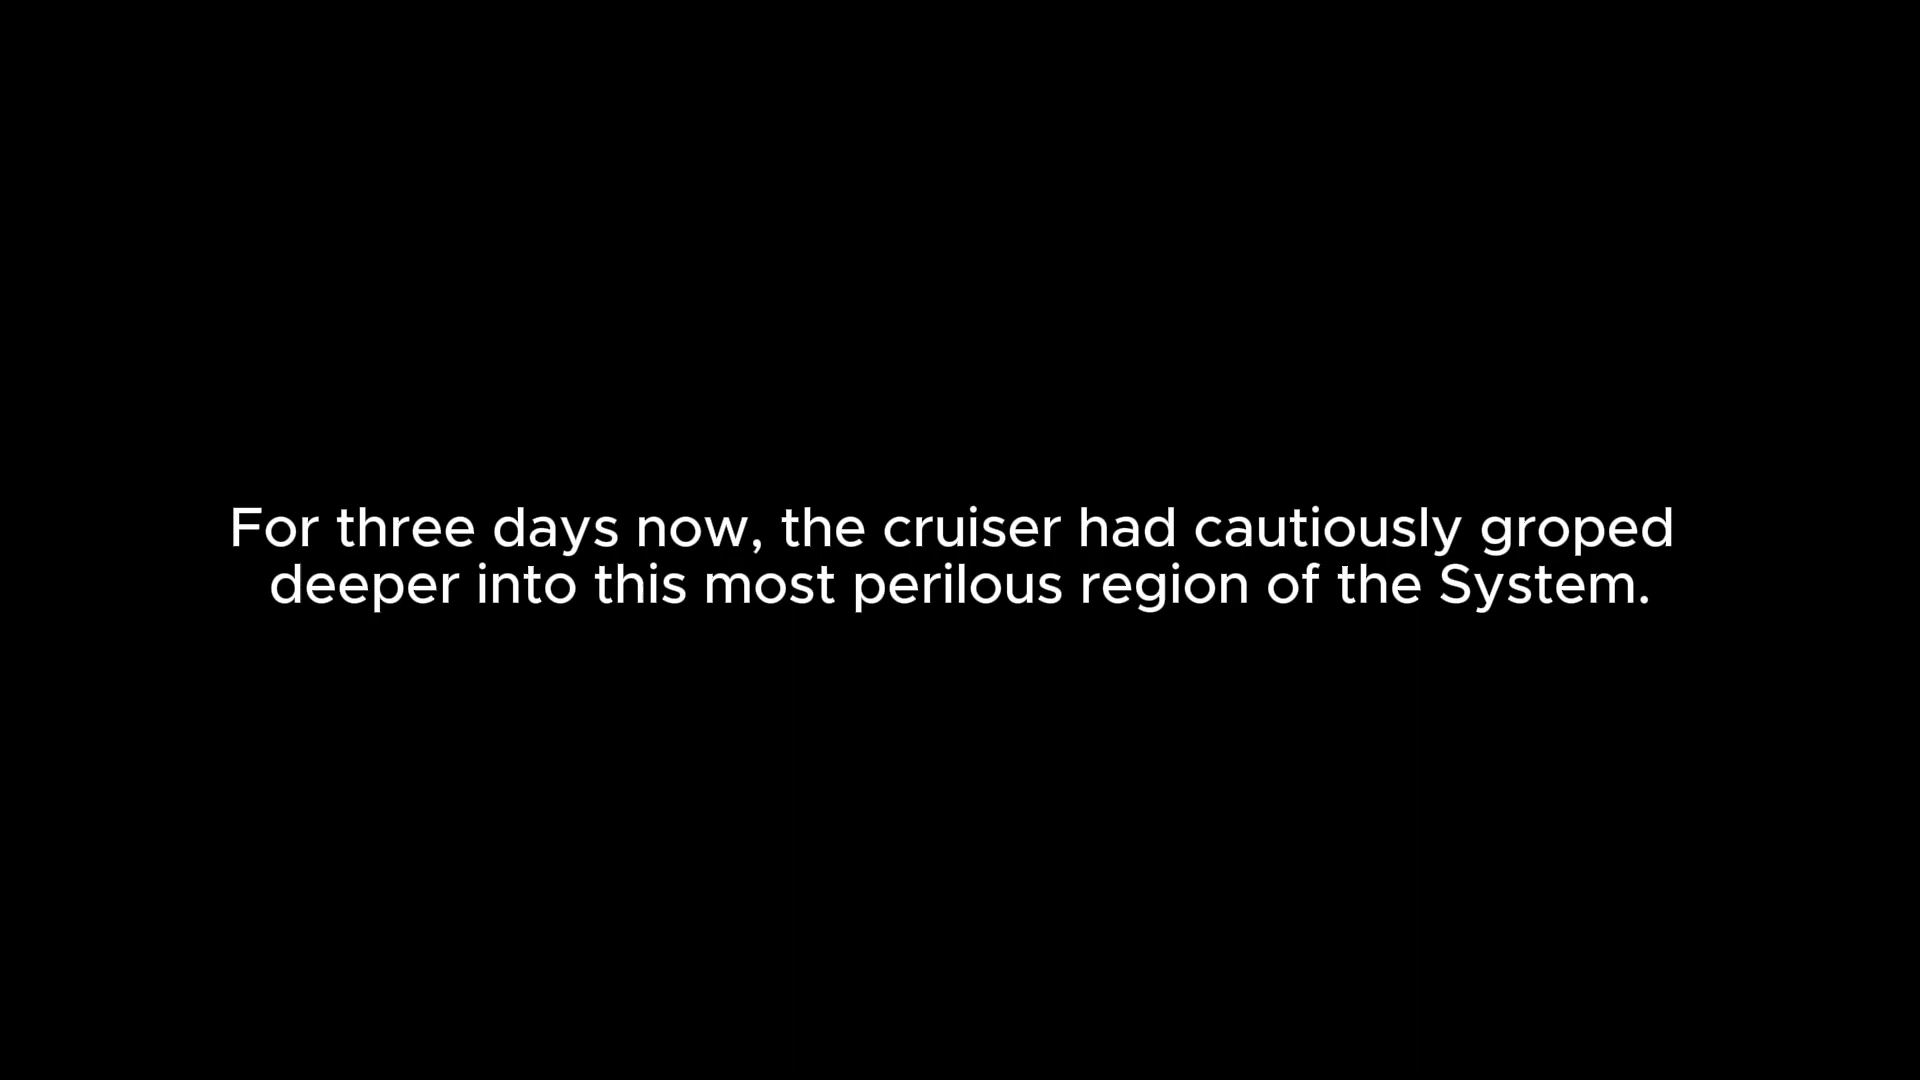 For three days now, the cruiser had cautiously groped
deeper into this most perilous region of the System.